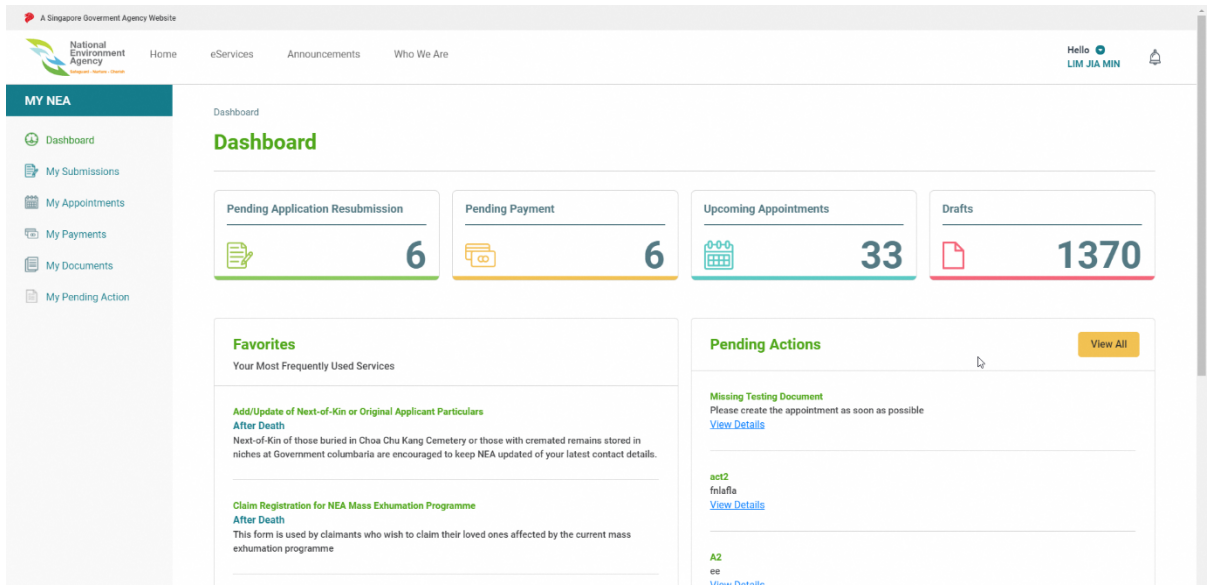 A Singapore Goverment Agency Website
National
Environment
Agency
Safeguard · Nurture · Cherish
Home
eServices
Announcements
Who We Are
Hello
LIM JIA MIN
MY NEA
Dashboard
My Submissions
My Appointments
My Payments
My Documents
My Pending Action
Dashboard
Dashboard
Pending Application Resubmission
6
Pending Payment
6
Upcoming Appointments
33
Drafts
1370
Favorites
Your Most Frequently Used Services
Add/Update of Next-of-Kin or Original Applicant Particulars
After Death
Next-of-Kin of those buried in Choa Chu Kang Cemetery or those with cremated remains stored in
niches at Government columbaria are encouraged to keep NEA updated of your latest contact details.
Claim Registration for NEA Mass Exhumation Programme
After Death
This form is used by claimants who wish to claim their loved ones affected by the current mass
exhumation programme
Pending Actions
View All
Missing Testing Document
Please create the appointment as soon as possible
View Details
act2
fnlafla
View Details
A2
ee
View Details